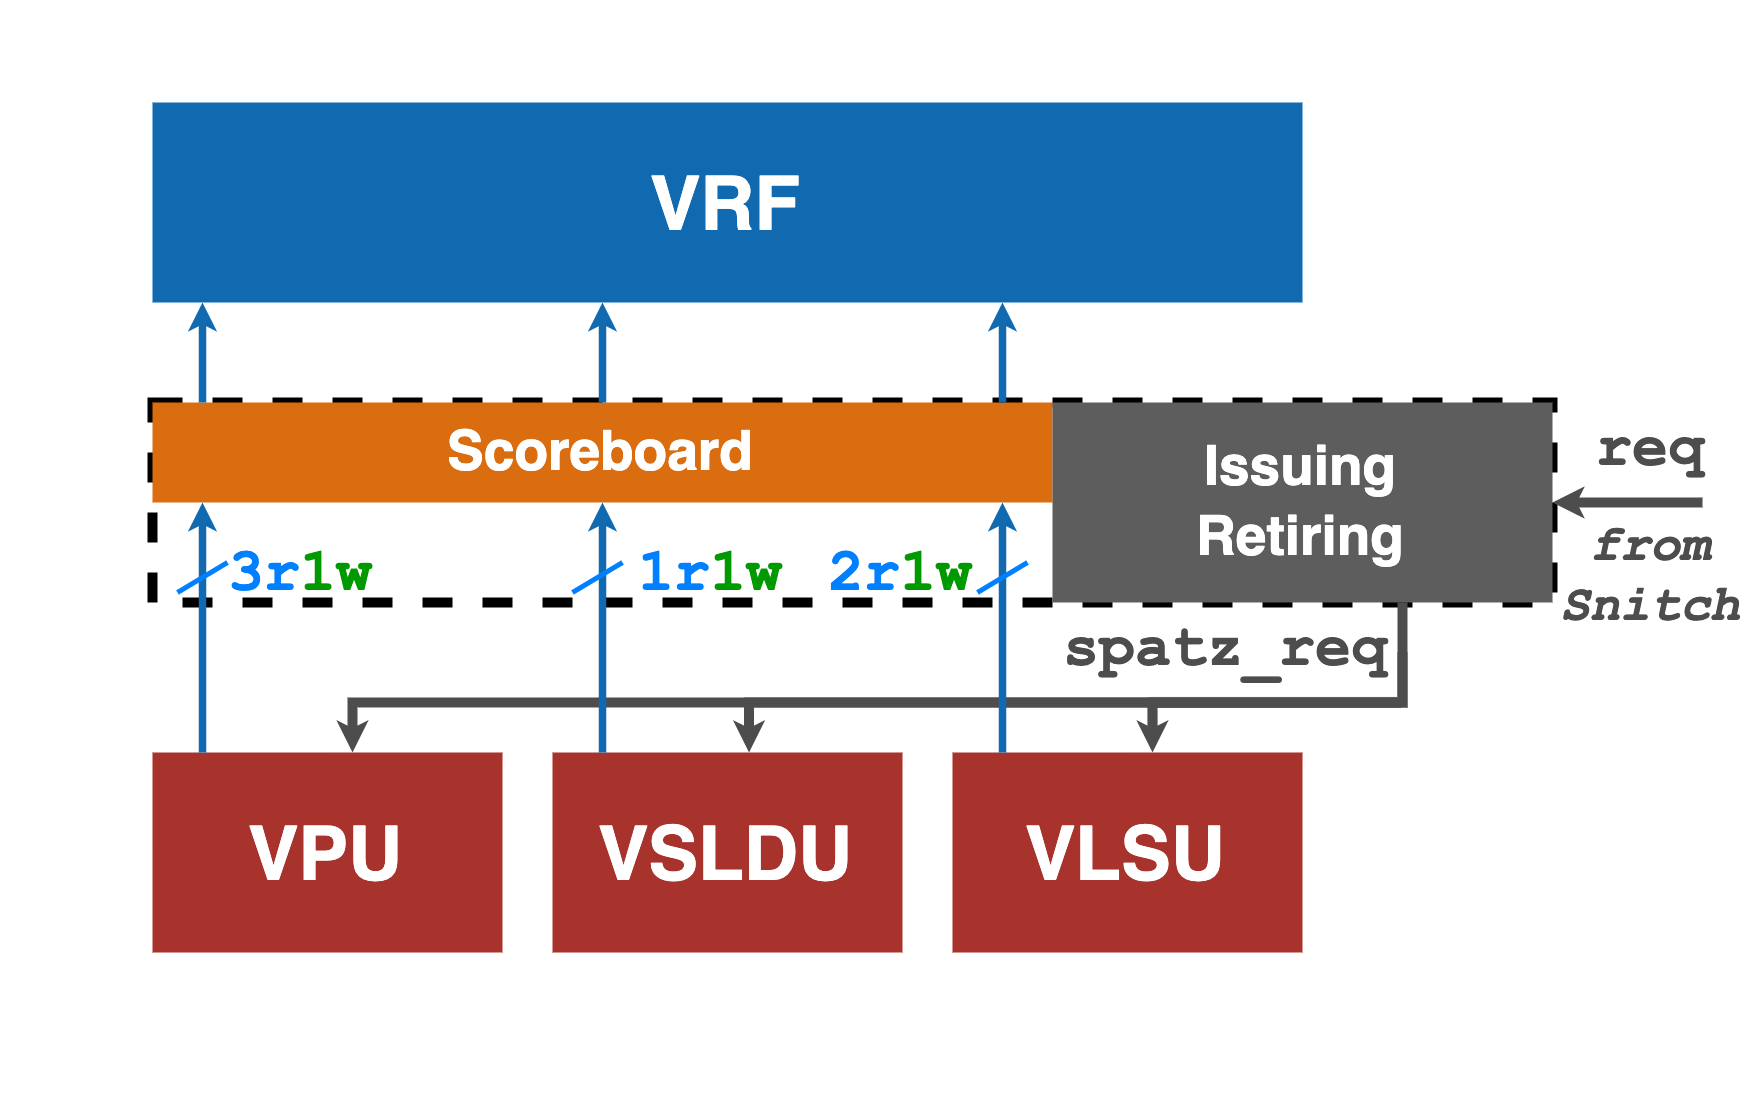 VRF
Scoreboard
Issuing
Retiring
req
from
Snitch
3r1w
1r1w
2r1w
spatz_req
VPU
VSLDU
VLSU